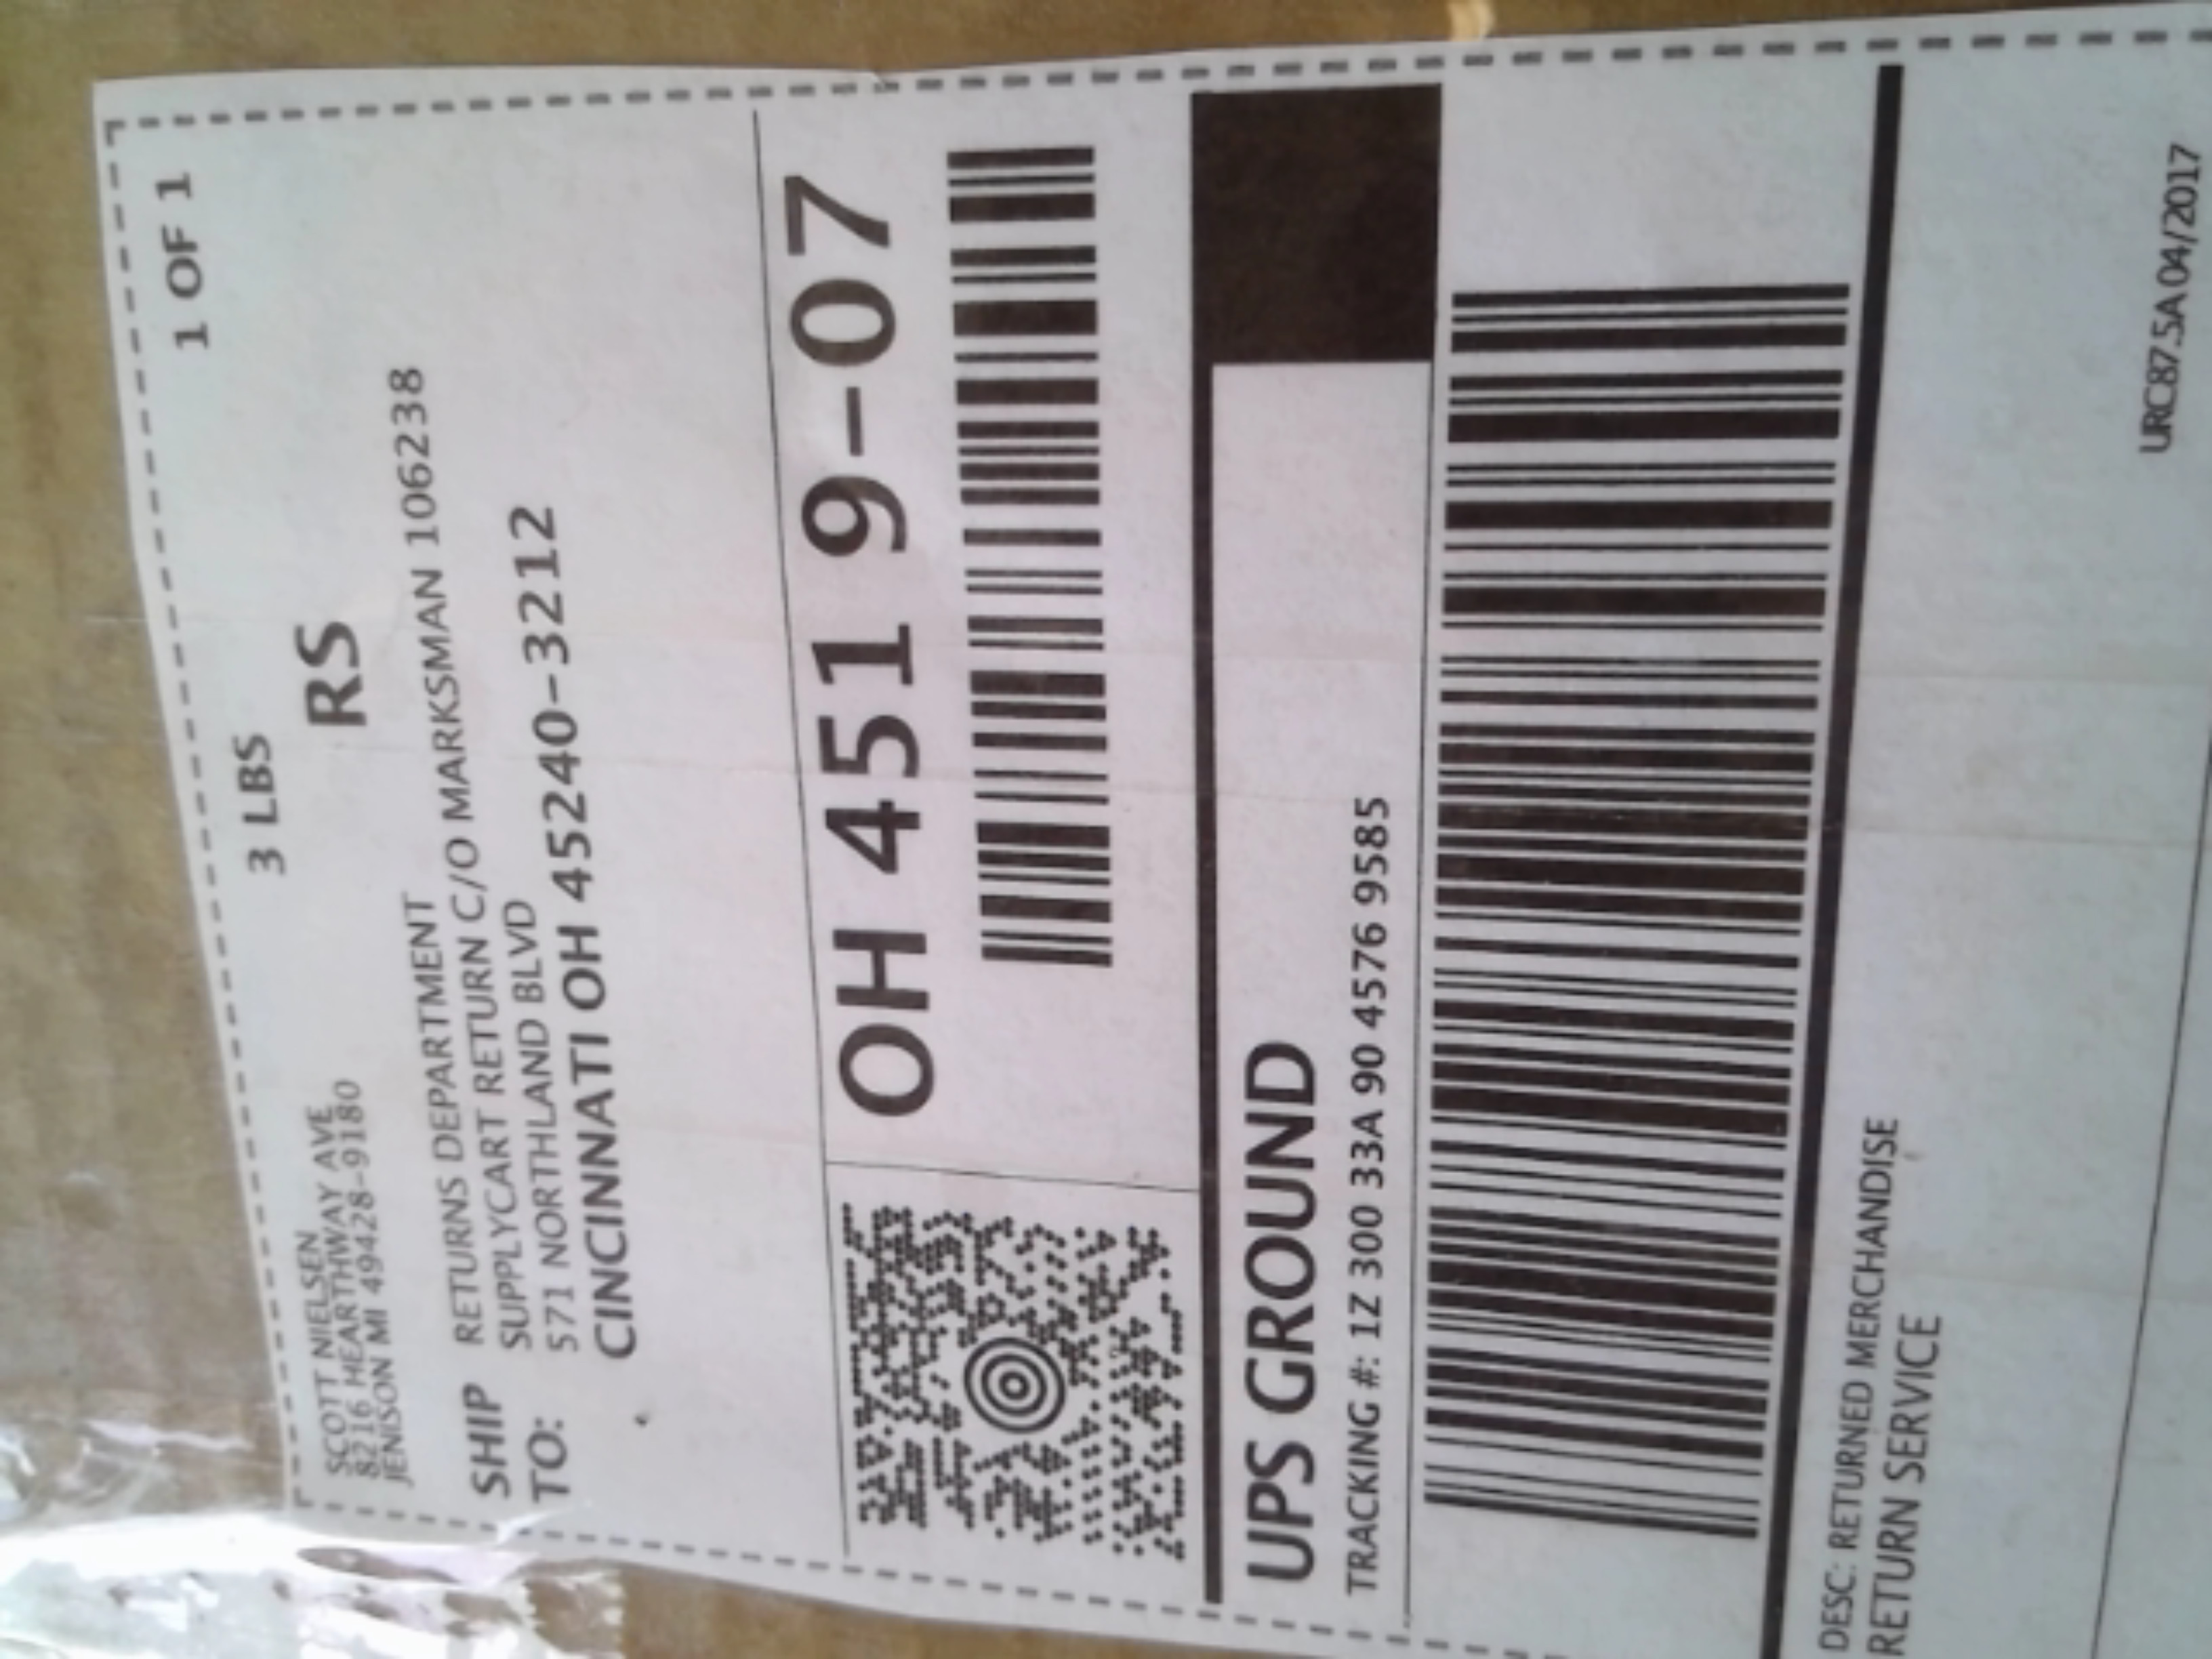 1 OF 1
3 LBS
SCOTT NIELSEN
8216 HEARTHWAY AVE
JENISON MI 49428-9180
RS
SHIP
TO:
RETURNS DEPARTMENT
SUPPLYCART RETURN C/O MARKSMAN 106238
571 NORTHLAND BLVD
CINCINNATI OH 45240-3212
OH 451 9-07
UPS GROUND
TRACKING #: 1Z 300 33A 90 4576 9585
DESC: RETURNED MERCHANDISE
RETURN SERVICE
URC87.5A 04/2017